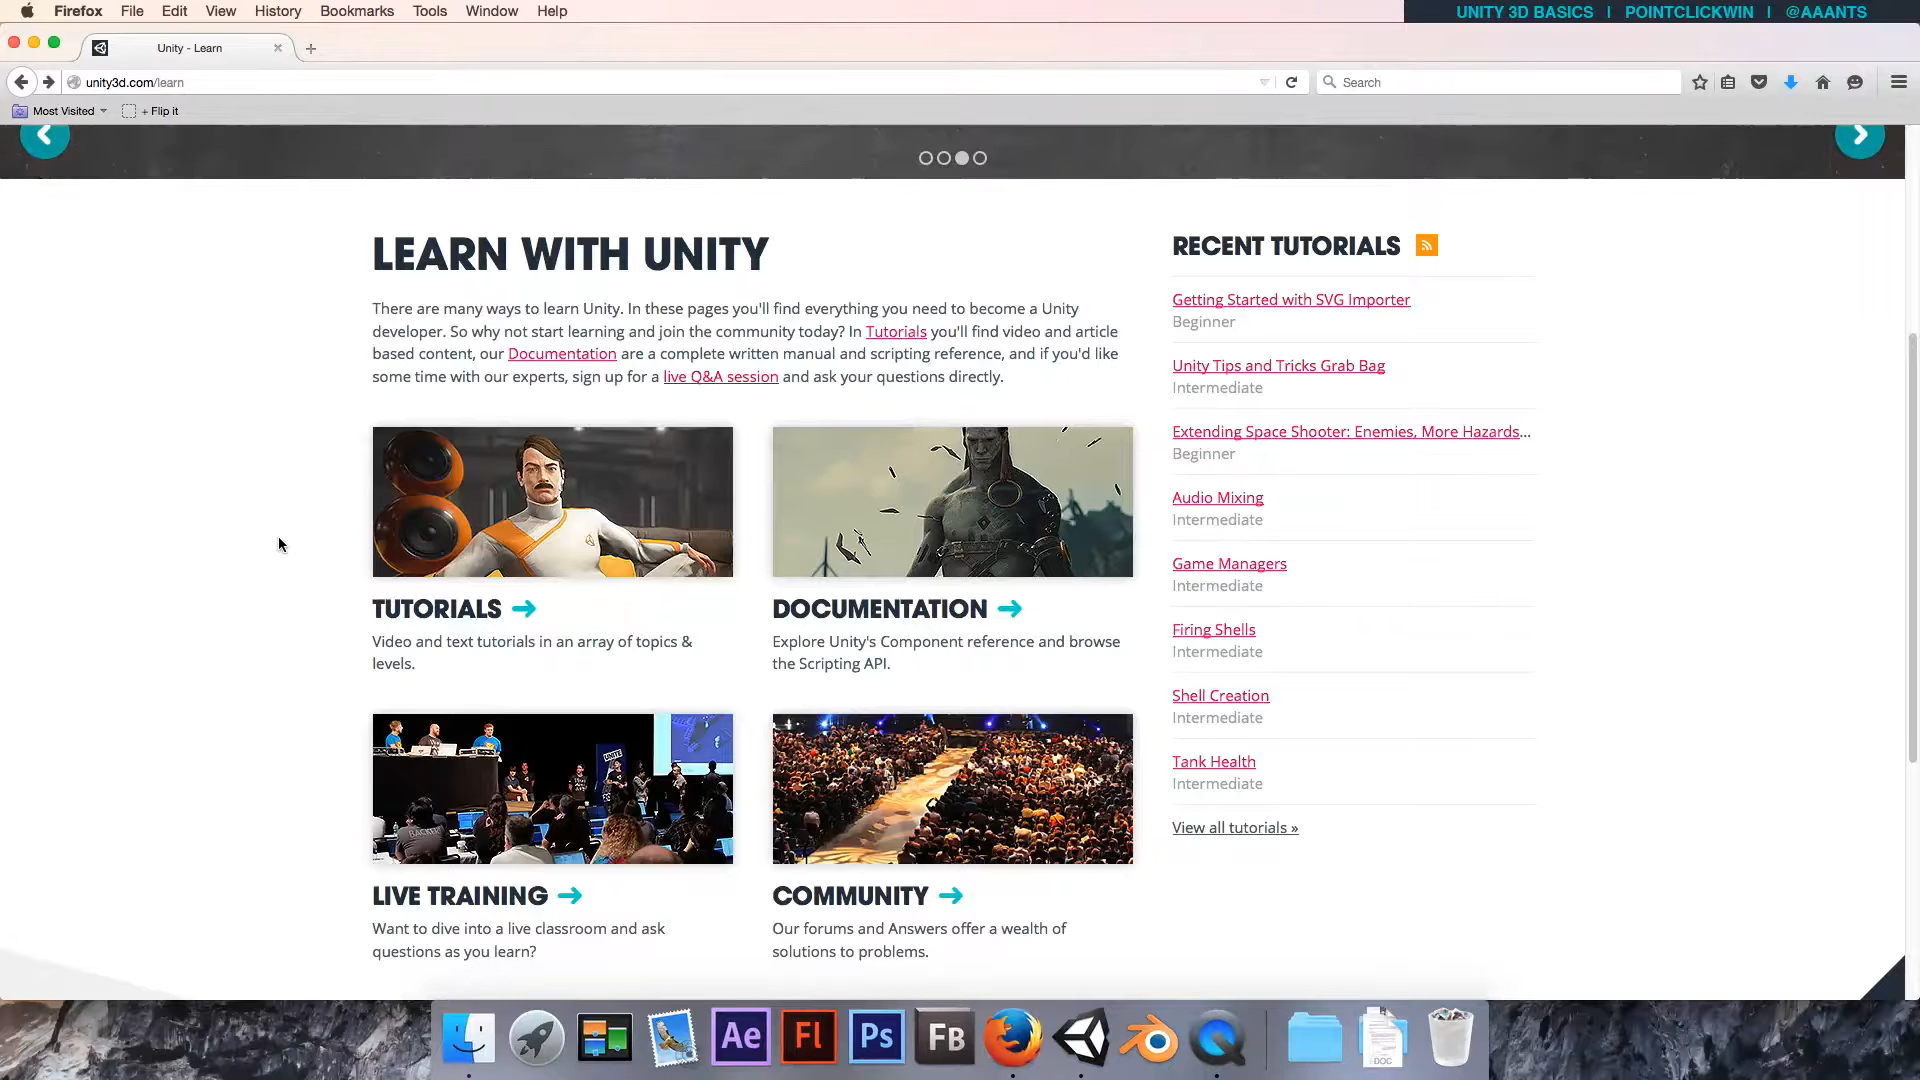 Firefox File Edit View History Bookmarks Tools Window Help
UNITY 3D BASICS | POINTCLICKWIN | @AAANTS
Unity - Learn
unity3d.com/learn
Search
Most Visited + Flip it
LEARN WITH UNITY
There are many ways to learn Unity. In these pages you'll find everything you need to become a Unity
developer. So why not start learning and join the community today? In Tutorials you'll find video and article
based content, our Documentation are a complete written manual and scripting reference, and if you'd like
some time with our experts, sign up for a live Q&A session and ask your questions directly.
TUTORIALS
Video and text tutorials in an array of topics &
levels.
DOCUMENTATION
Explore Unity's Component reference and browse
the Scripting API.
UNITE
BACKER
LIVE TRAINING
Want to dive into a live classroom and ask
questions as you learn?
COMMUNITY
Our forums and Answers offer a wealth of
solutions to problems.
RECENT TUTORIALS
Getting Started with SVG Importer
Beginner
Unity Tips and Tricks Grab Bag
Intermediate
Extending Space Shooter: Enemies, More Hazards...
Beginner
Audio Mixing
Intermediate
Game Managers
Intermediate
Firing Shells
Intermediate
Shell Creation
Intermediate
Tank Health
Intermediate
View all tutorials »
Ae Fl Ps FB
DOC